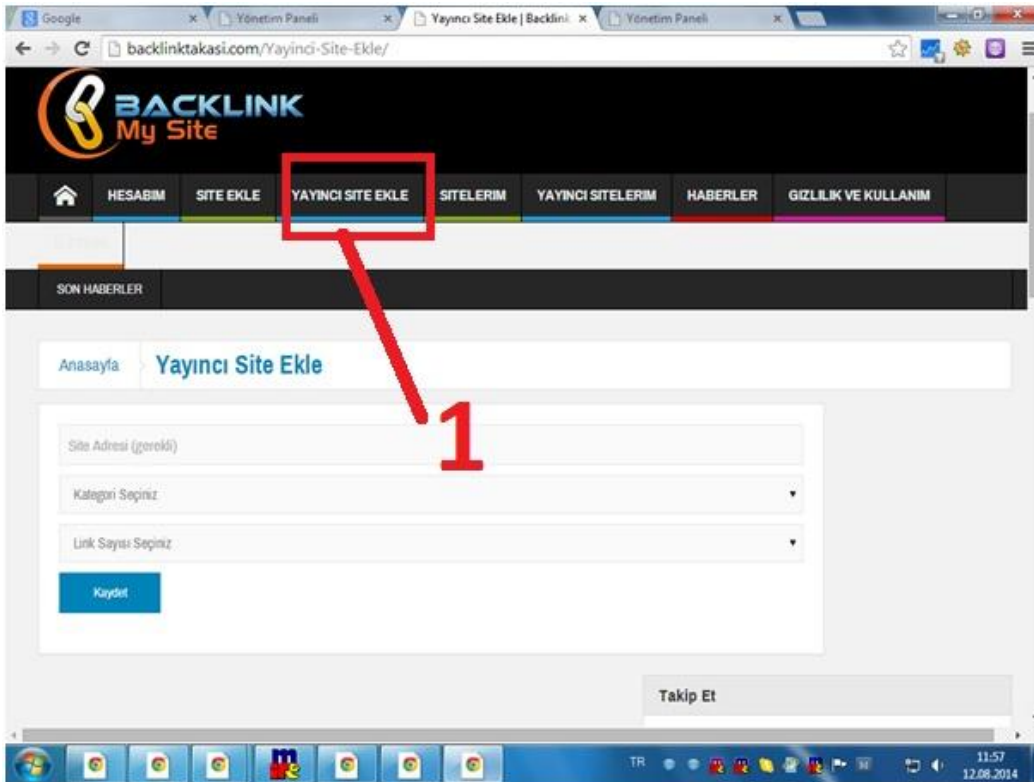 Google
Yönetim Paneli
Yayıncı Site Ekle | Backlink
Yönetim Paneli
backlinktakasi.com/Yayinci-Site-Ekle/
BACKLINK
My Site
HESABIM
SITE EKLE
YAYINCI SITE EKLE
SITELERIM
YAYINCI SITELERIM
HABERLER
GIZLILIK VE KULLANIM
SON HABERLER
Anasayfa
Yayıncı Site Ekle
1
Site Adresi (gerekli)
Kategori Seçiniz
Link Sayısı Seçiniz
Kaydet
Takip Et
TR
11:57
12.08.2014